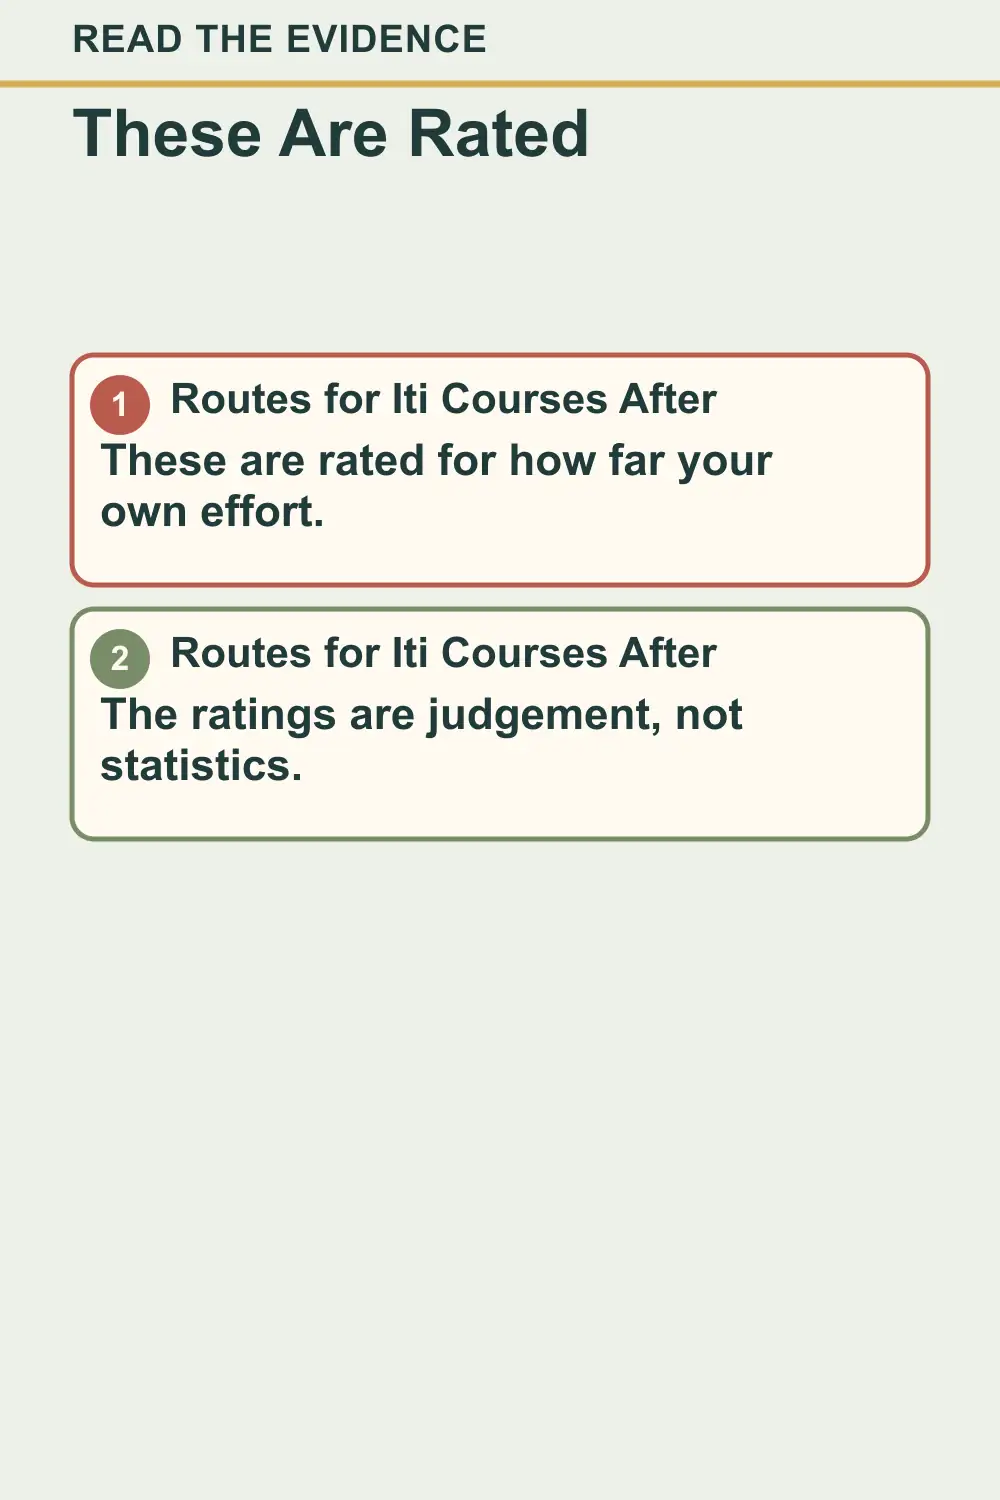 READ THE EVIDENCE
These Are Rated
1 Routes for Iti Courses After
These are rated for how far your
own effort.
2 Routes for Iti Courses After
The ratings are judgement, not
statistics.